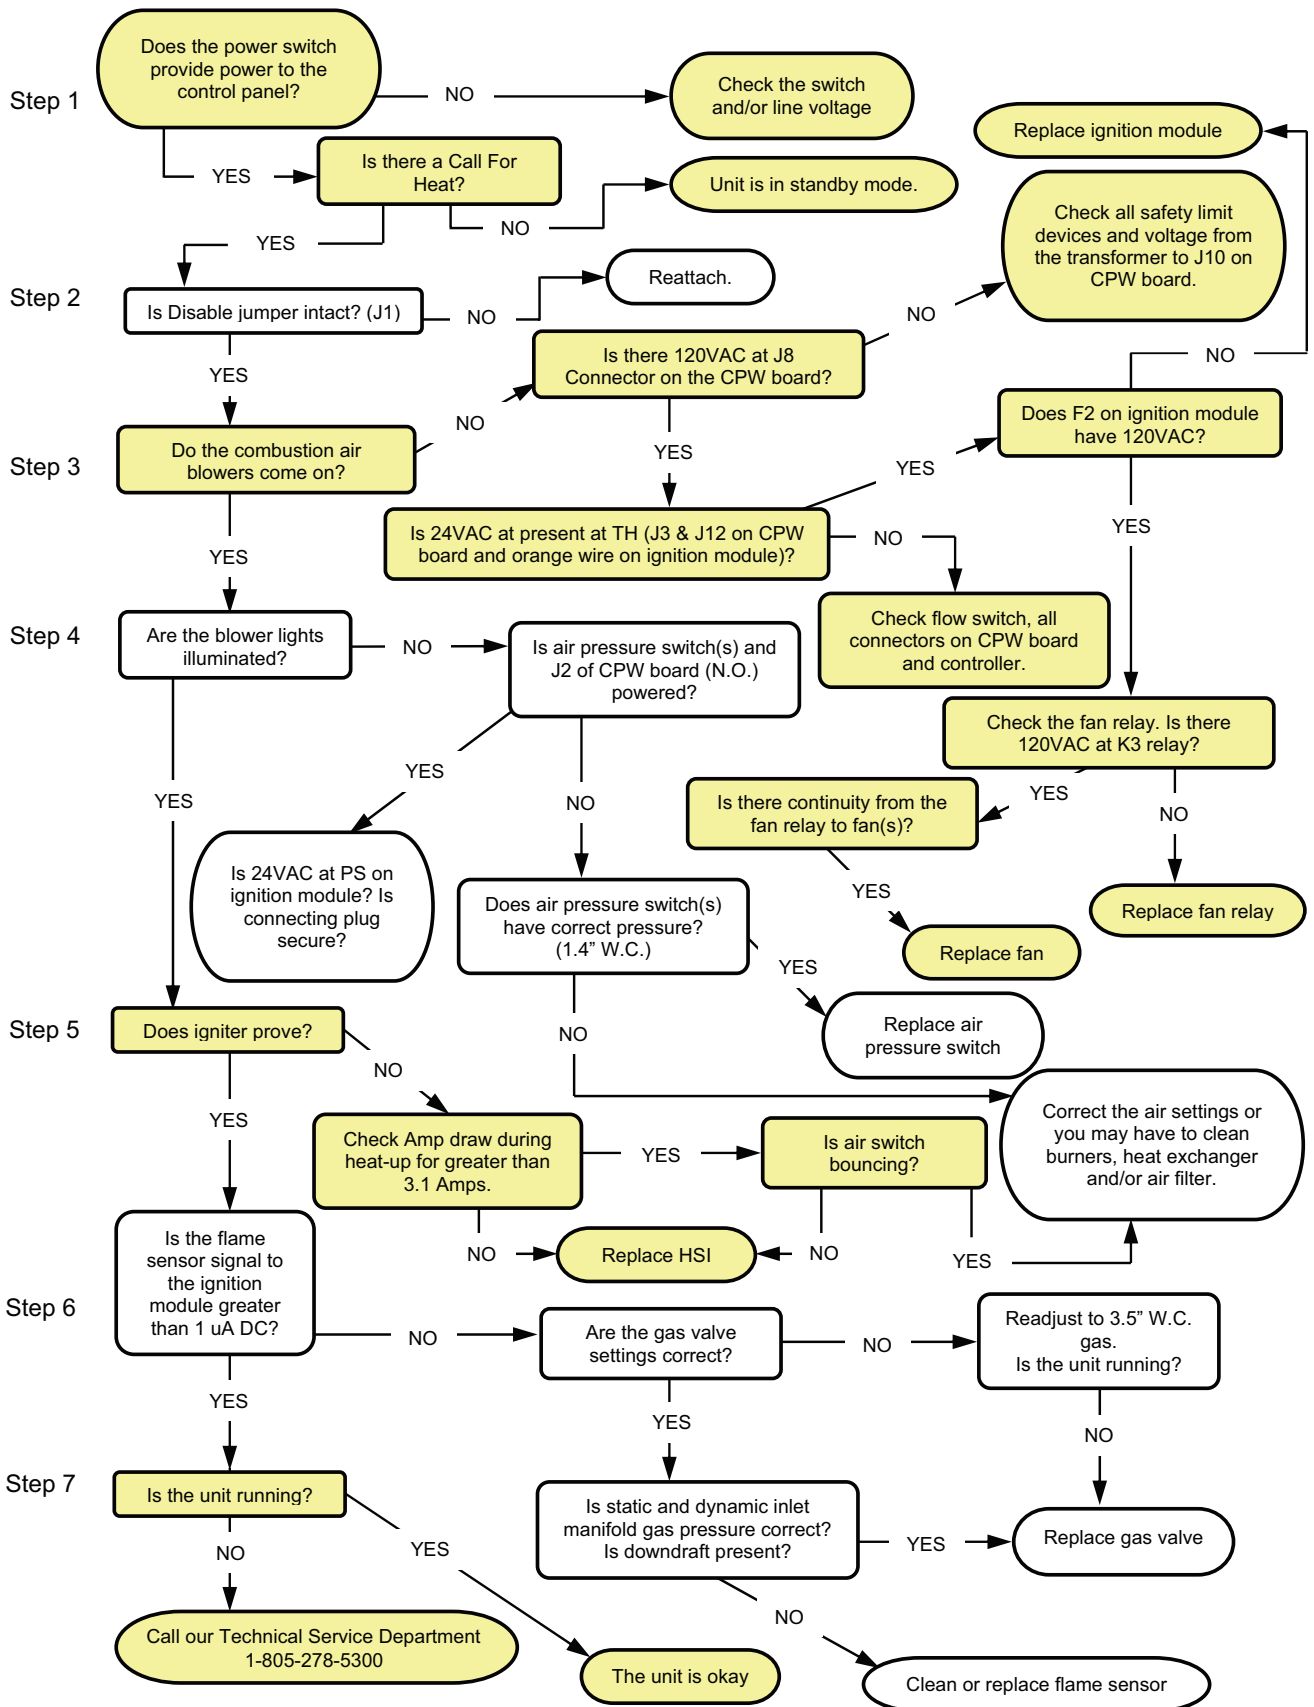 Does the power switch
provide power to the
control panel?
Step 1
NO
Check the switch
and/or line voltage
Replace ignition module
YES
Is there a Call For
Heat?
Unit is in standby mode.
NO
YES
Check all safety limit
devices and voltage from
the transformer to J10 on
CPW board.
Step 2
Is Disable jumper intact? (J1)
NO
Reattach.
YES
Is there 120VAC at J8
Connector on the CPW board?
NO
NO
Step 3
Do the combustion air
blowers come on?
NO
YES
YES
Does F2 on ignition module
have 120VAC?
YES
Is 24VAC at present at TH (J3 & J12 on CPW
board and orange wire on ignition module)?
NO
YES
Step 4
Are the blower lights
illuminated?
NO
Is air pressure switch(s) and
J2 of CPW board (N.O.)
powered?
Check flow switch, all
connectors on CPW board
and controller.
Check the fan relay. Is there
120VAC at K3 relay?
YES
YES
NO
Is there continuity from the
fan relay to fan(s)?
YES
NO
Is 24VAC at PS on
ignition module? Is
connecting plug
secure?
Does air pressure switch(s)
have correct pressure?
(1.4” W.C.)
YES
Replace fan
Replace fan relay
YES
Replace air
pressure switch
Step 5
Does igniter prove?
NO
NO
YES
Check Amp draw during
heat-up for greater than
3.1 Amps.
YES
Is air switch
bouncing?
Correct the air settings or
you may have to clean
burners, heat exchanger
and/or air filter.
NO
Replace HSI
NO
YES
Step 6
Is the flame
sensor signal to
the ignition
module greater
than 1 uA DC?
NO
Are the gas valve
settings correct?
NO
Readjust to 3.5” W.C.
gas.
Is the unit running?
YES
YES
NO
Step 7
Is the unit running?
Is static and dynamic inlet
manifold gas pressure correct?
Is downdraft present?
YES
Replace gas valve
NO
YES
NO
Call our Technical Service Department
1-805-278-5300
The unit is okay
Clean or replace flame sensor